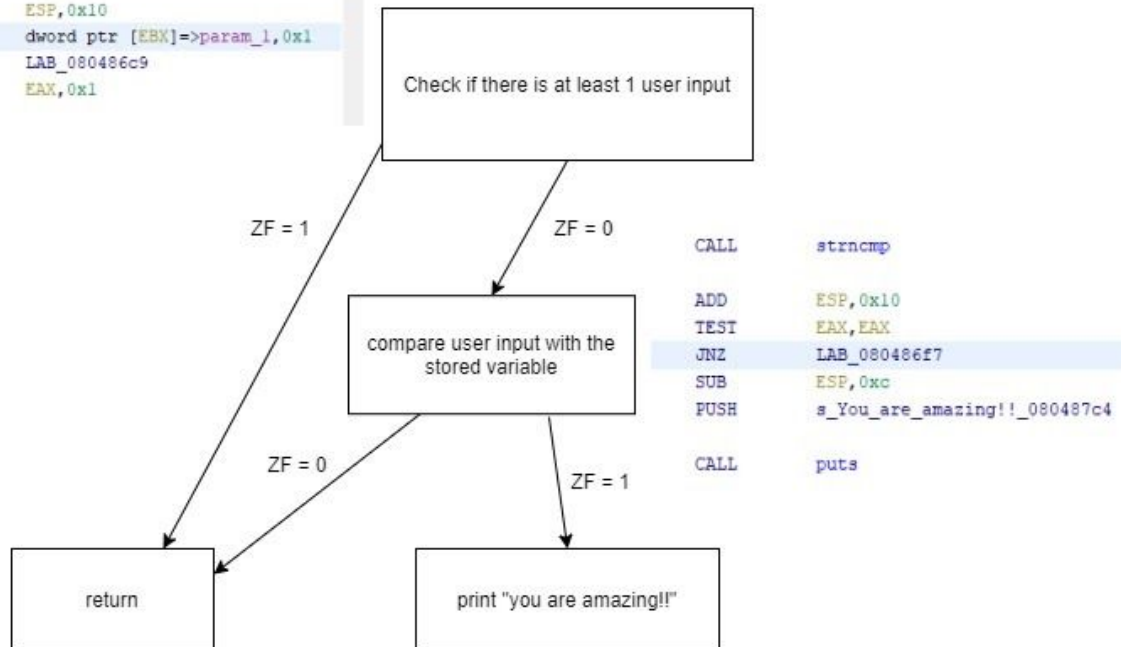 ESP,0x10
dword ptr [EBX]=>param_1,0x1
LAB_080486c9
EAX,0x1
Check if there is at least 1 user input
ZF = 1
ZF = 0
CALL strncmp
ADD ESP,0x10
TEST EAX,EAX
JNZ LAB_080486f7
SUB ESP,0xc
PUSH s_You_are_amazing!!_080487c4
CALL puts
compare user input with the
stored variable
ZF = 0
ZF = 1
return
print "you are amazing!!"